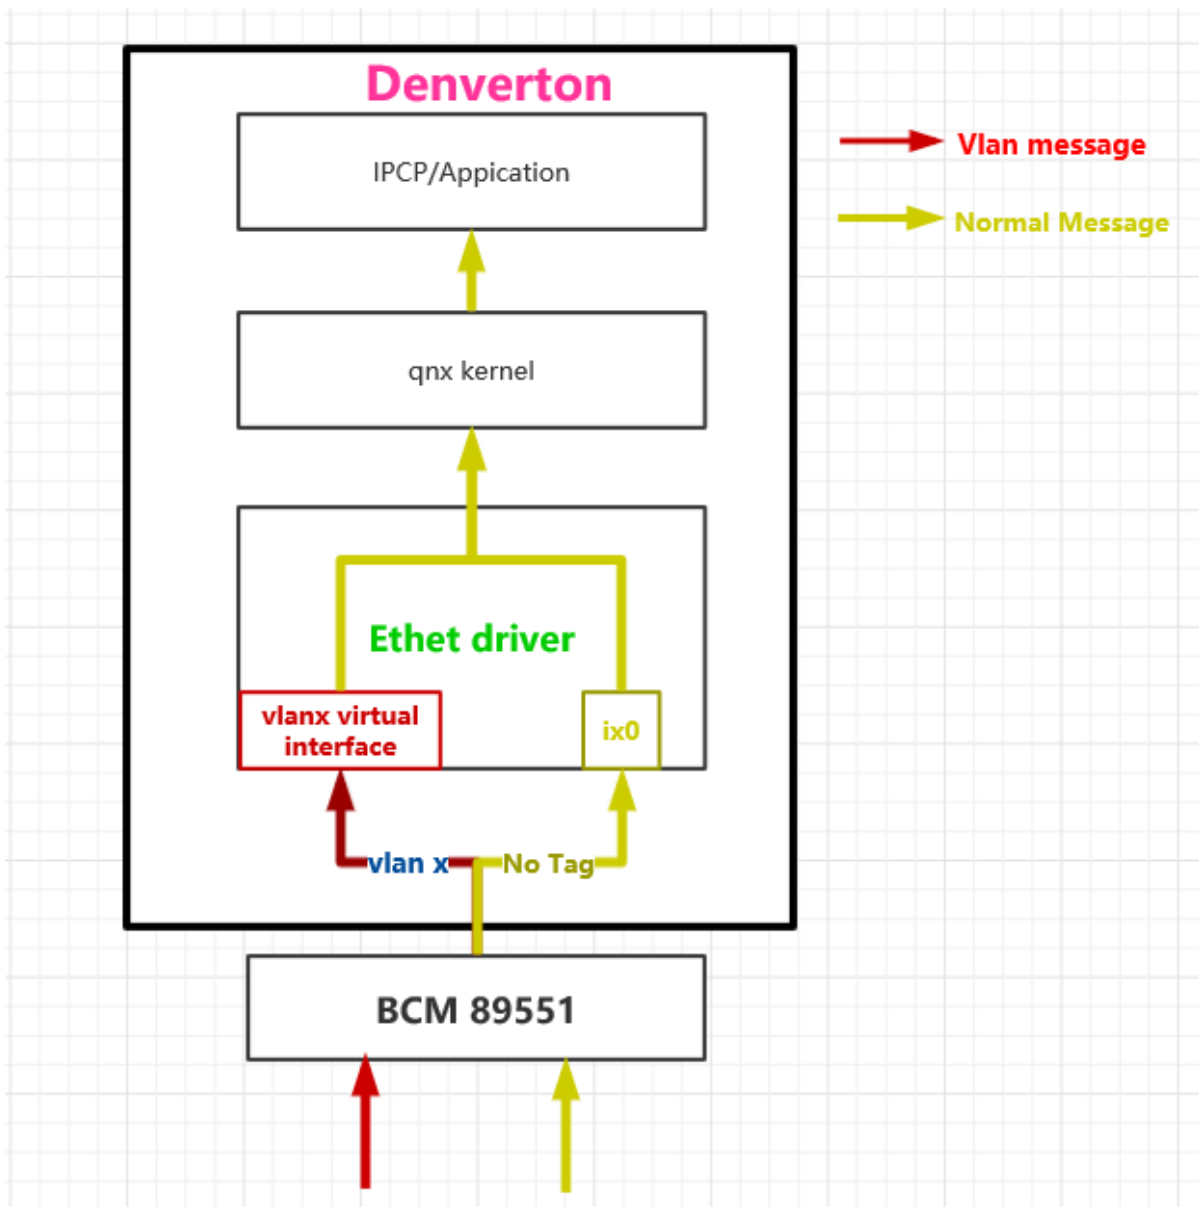 Denverton
IPCP/Appication
Vlan message
Normal Message
qnx kernel
Ethet driver
vlanx virtual
interface
ix0
vlan x
No Tag
BCM 89551